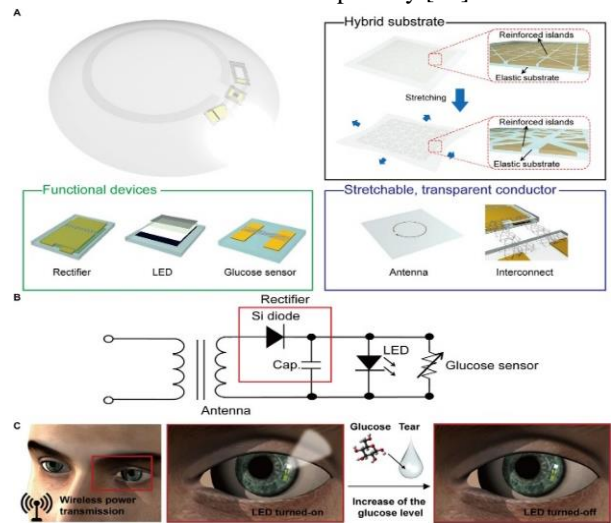 A
Hybrid substrate
Reinforced islands
Elastic substrate
Stretching
Reinforced islands
Elastic substrate
Functional devices
Rectifier
LED
Glucose sensor
Stretchable, transparent conductor
Antenna
Interconnect
B
Rectifier
Si diode
Cap.
LED
Glucose sensor
Antenna
C
Wireless power
transmission
LED turned-on
Glucose Tear
Increase of the
glucose level
LED turned-off